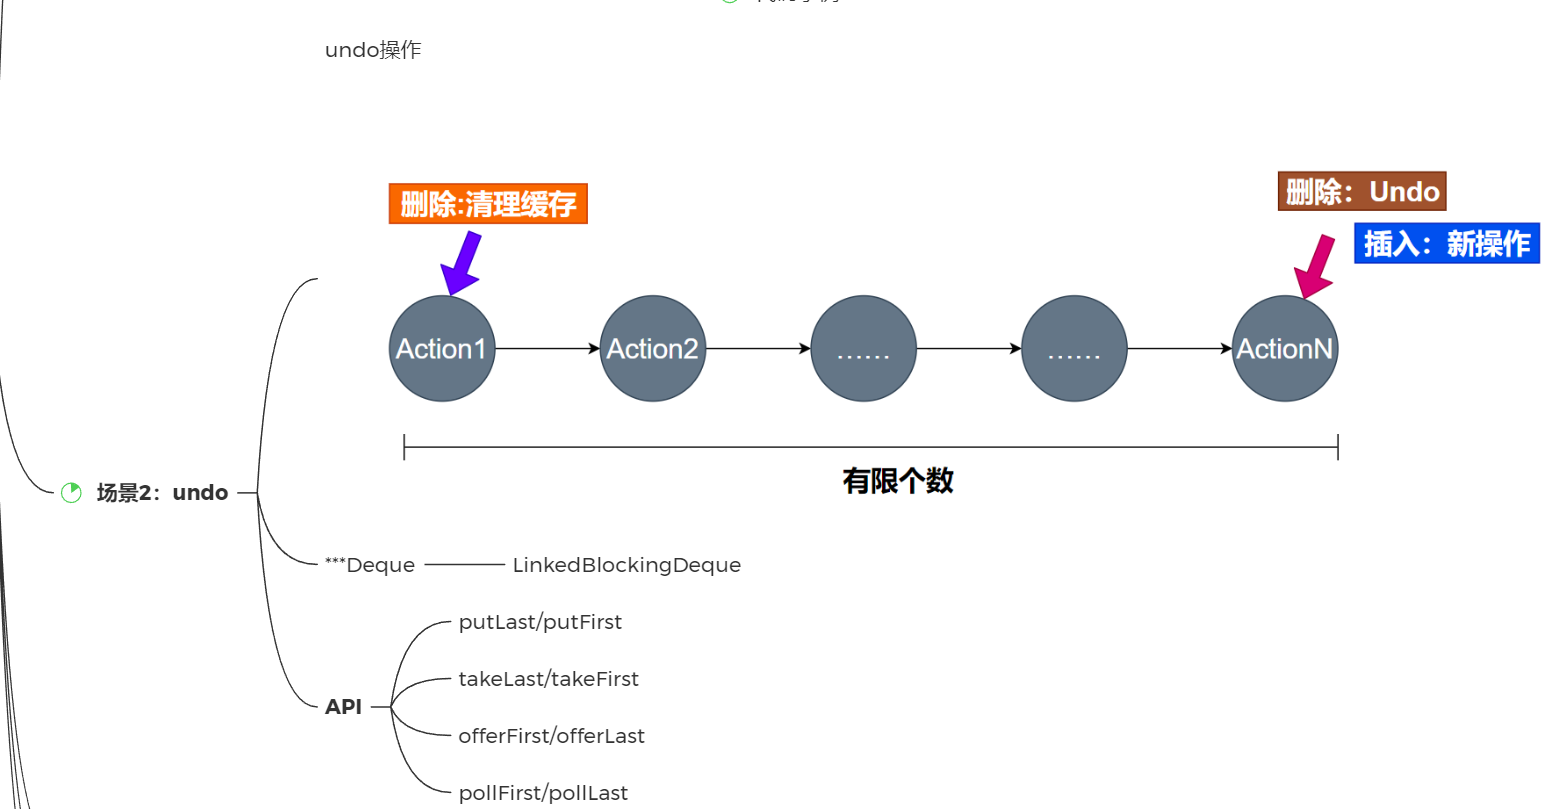 undo操作
删除:清理缓存
删除：Undo
插入：新操作
Action1
Action2
……
……
ActionN
有限个数
场景2：undo
***Deque
LinkedBlockingDeque
API
putLast/putFirst
takeLast/takeFirst
offerFirst/offerLast
pollFirst/pollLast